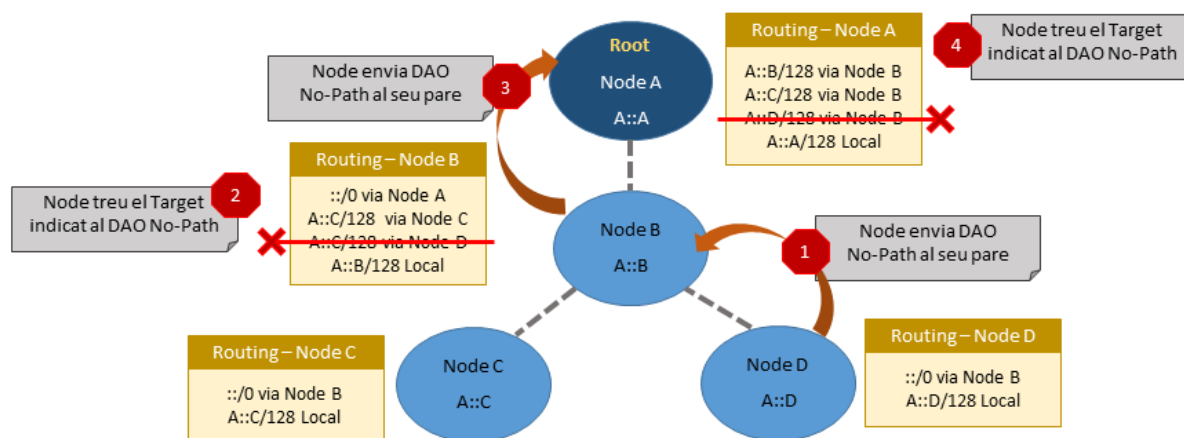 Root
Node A
A::A
Routing – Node A
A::B/128 via Node B
A::C/128 via Node B
A::D/128 via Node B
A::A/128 Local
4
Node treu el Target
indicat al DAO No-Path
Node envia DAO
No-Path al seu pare
3
Routing – Node B
::/0 via Node A
A::C/128 via Node C
A::C/128 via Node D
A::B/128 Local
Node treu el Target
indicat al DAO No-Path
2
Node B
A::B
1
Node envia DAO
No-Path al seu pare
Routing – Node C
::/0 via Node B
A::C/128 Local
Node C
A::C
Node D
A::D
Routing – Node D
::/0 via Node B
A::D/128 Local